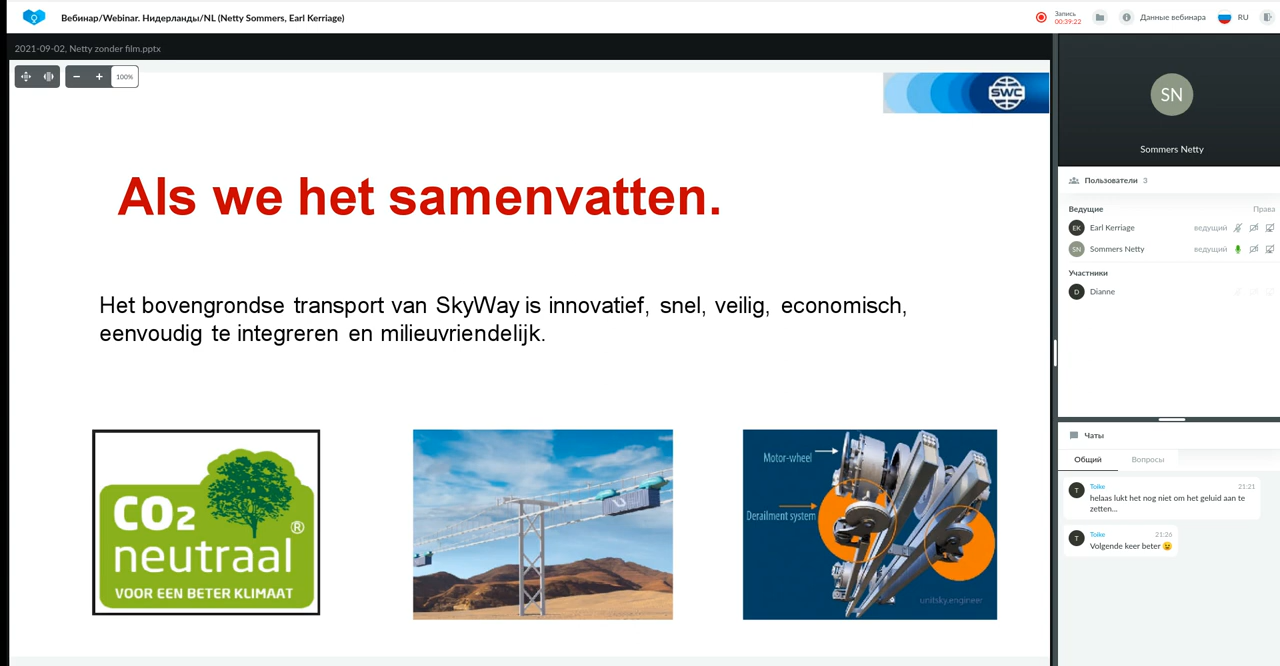 Вебинар/Webinar. Нидерланды/NL (Netty Sommers, Earl Kerriage)
Запись
00:39:22
Данные вебинара
RU
2021-09-02, Netty zonder film.pptx
100%
SWC
SN
Sommers Netty
Als we het samenvatten.
Het bovengrondse transport van SkyWay is innovatief, snel, veilig, economisch,
eenvoudig te integreren en milieuvriendelijk.
CO2
neutraal
®
VOOR EEN BETER KLIMAAT
Motor-wheel
Derailment system
unitsky.engineer
Пользователи 3
Ведущие Права
EK Earl Kerriage ведущий
SN Sommers Netty ведущий
Участники
D Dianne
Чаты
Общий Вопросы
T Toike 21:21
helaas lukt het nog niet om het geluid aan te
zetten...
T Toike 21:26
Volgende keer beter 😉